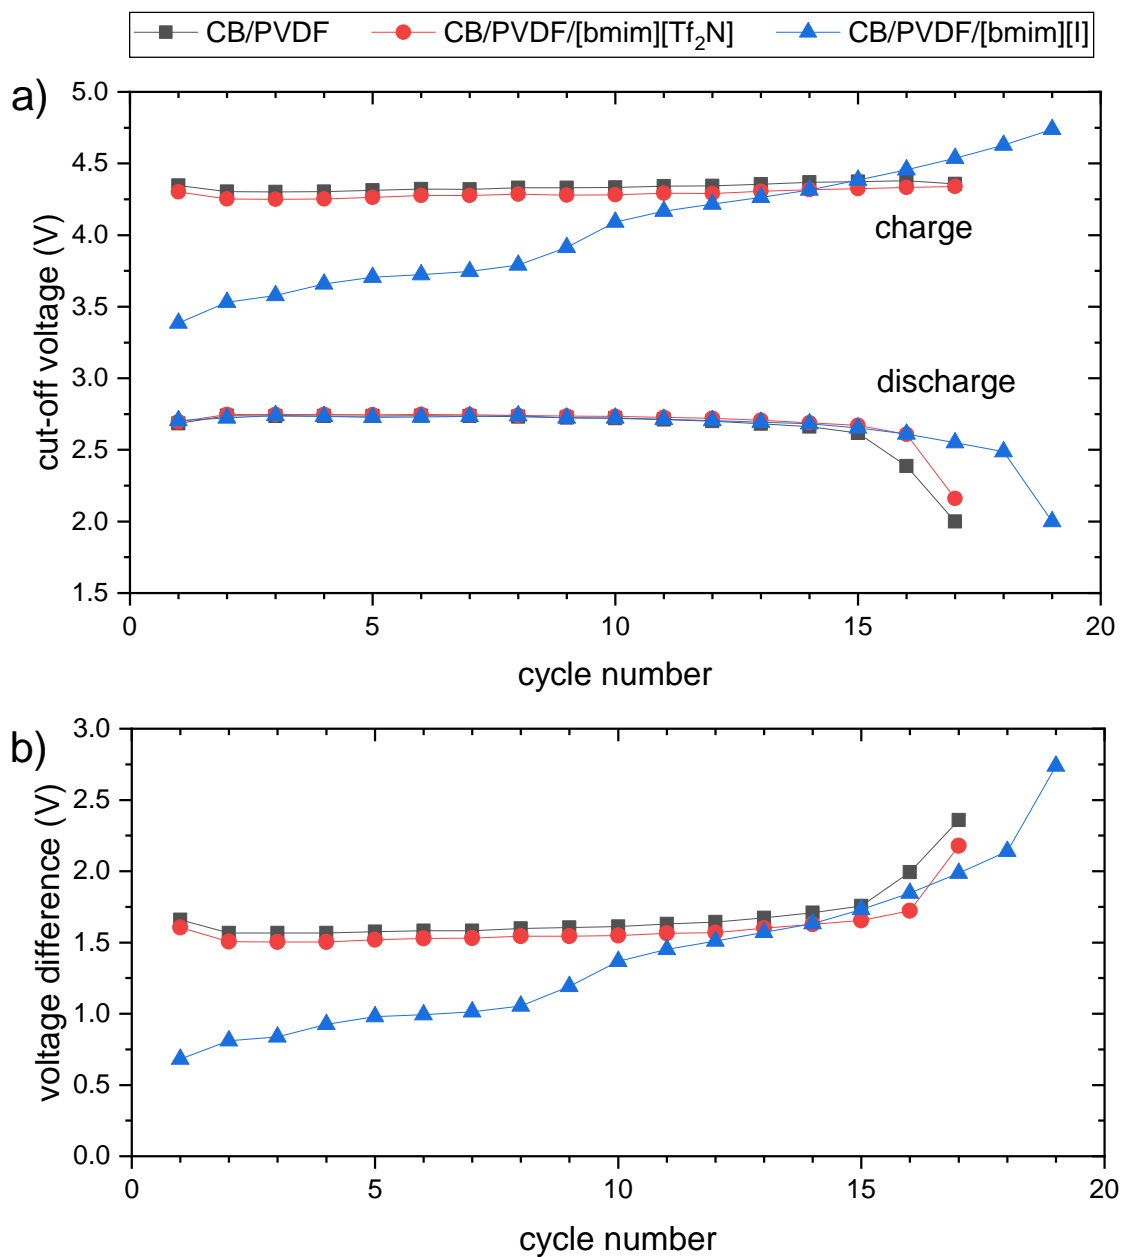 CB/PVDF CB/PVDF/[bmim][Tf₂N] CB/PVDF/[bmim][I]
a)
5.0
4.5
4.0
3.5
3.0
2.5
2.0
1.5
cut-off voltage (V)
charge
discharge
0 5 10 15 20
cycle number
b)
3.0
2.5
2.0
1.5
1.0
0.5
0.0
voltage difference (V)
0 5 10 15 20
cycle number